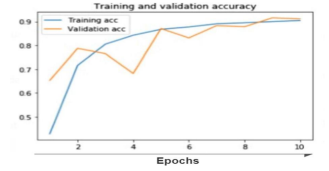 Training and validation accuracy
Training acc
Validation acc
0.9
0.8
0.7
0.6
0.5
2 4 6 8 10
Epochs